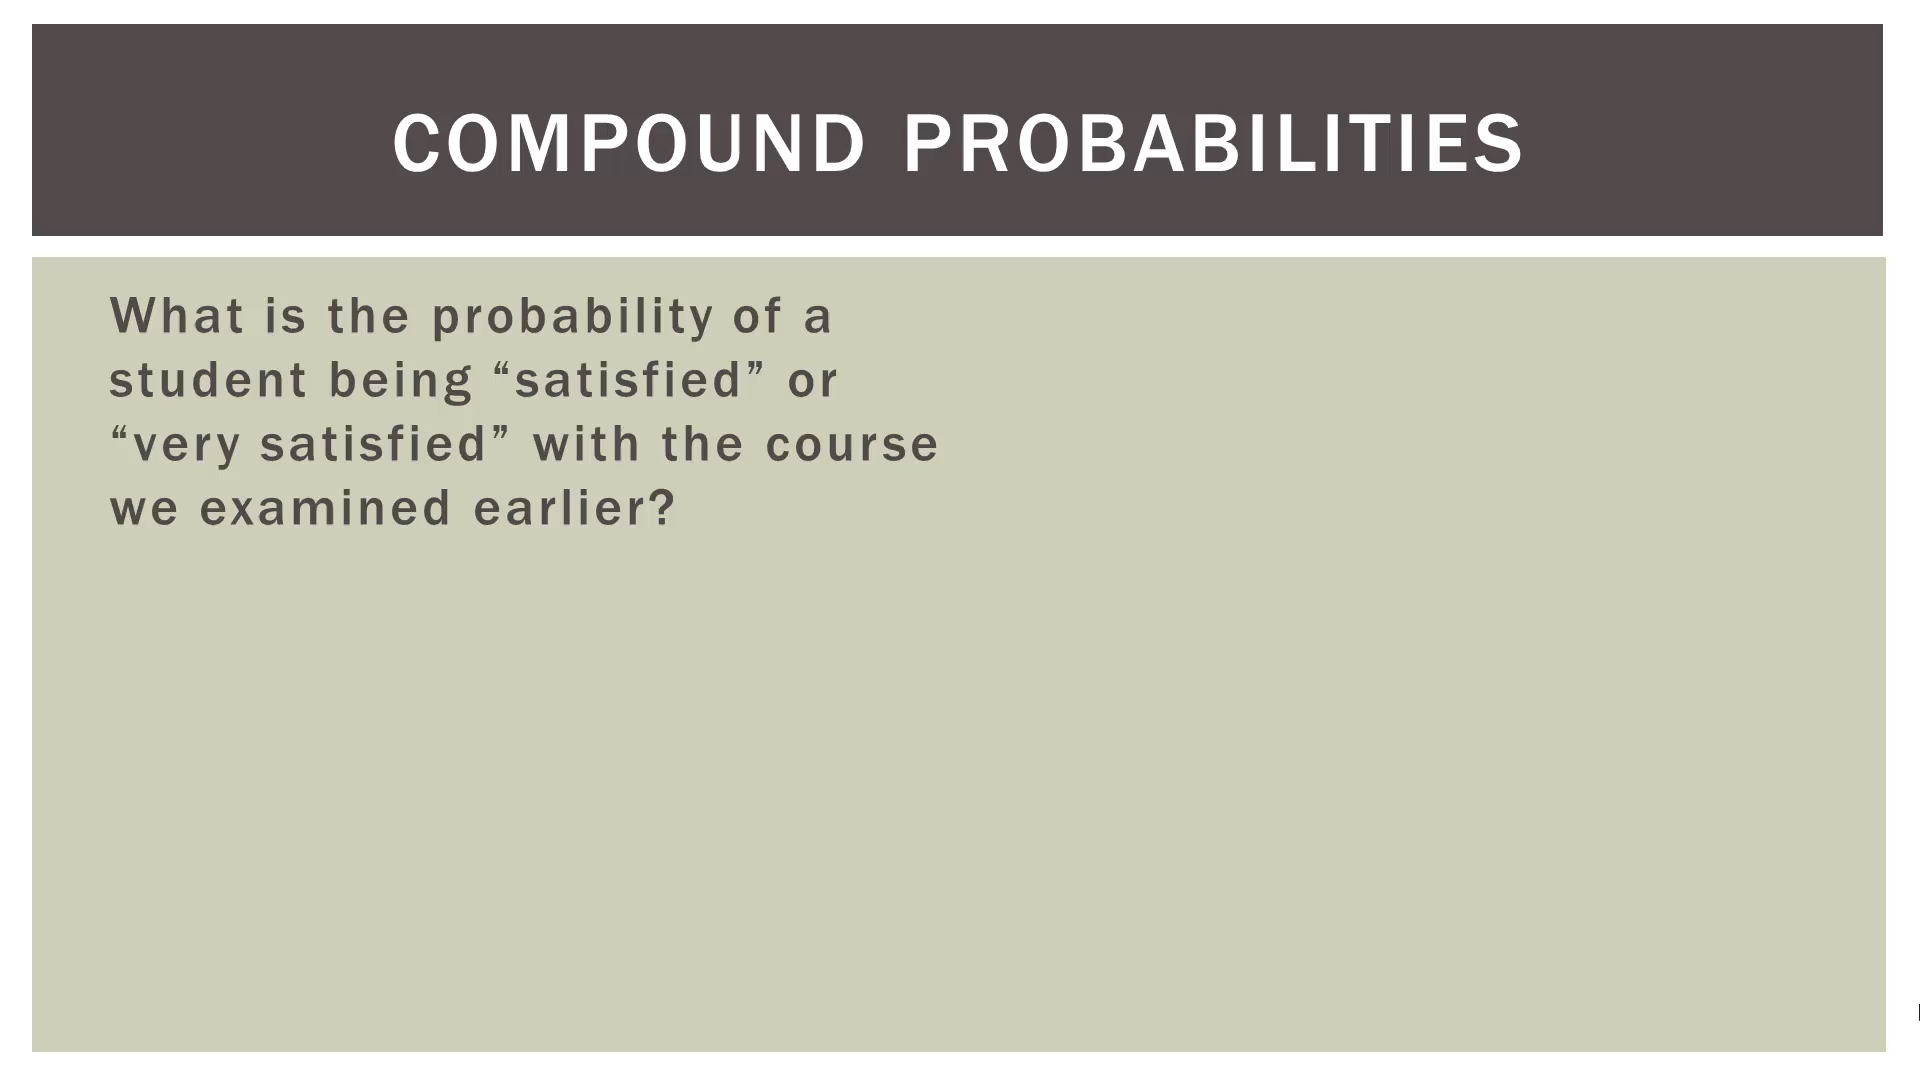 COMPOUND PROBABILITIES
What is the probability of a
student being “satisfied” or
“very satisfied” with the course
we examined earlier?